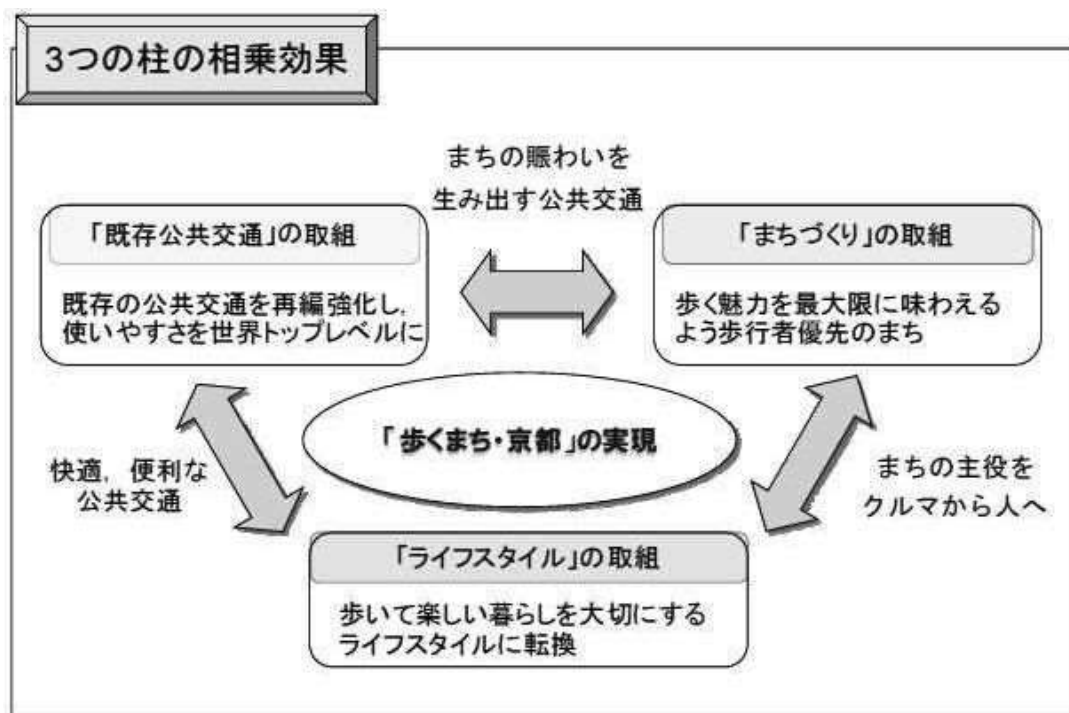 3つの柱の相乗効果
まちの賑わいを
生み出す公共交通
「既存公共交通」の取組
既存の公共交通を再編強化し,
使いやすさを世界トップレベルに
「まちづくり」の取組
歩く魅力を最大限に味わえる
よう歩行者優先のまち
「歩くまち・京都」の実現
快適, 便利な
公共交通
まちの主役を
クルマから人へ
「ライフスタイル」の取組
歩いて楽しい暮らしを大切にする
ライフスタイルに転換